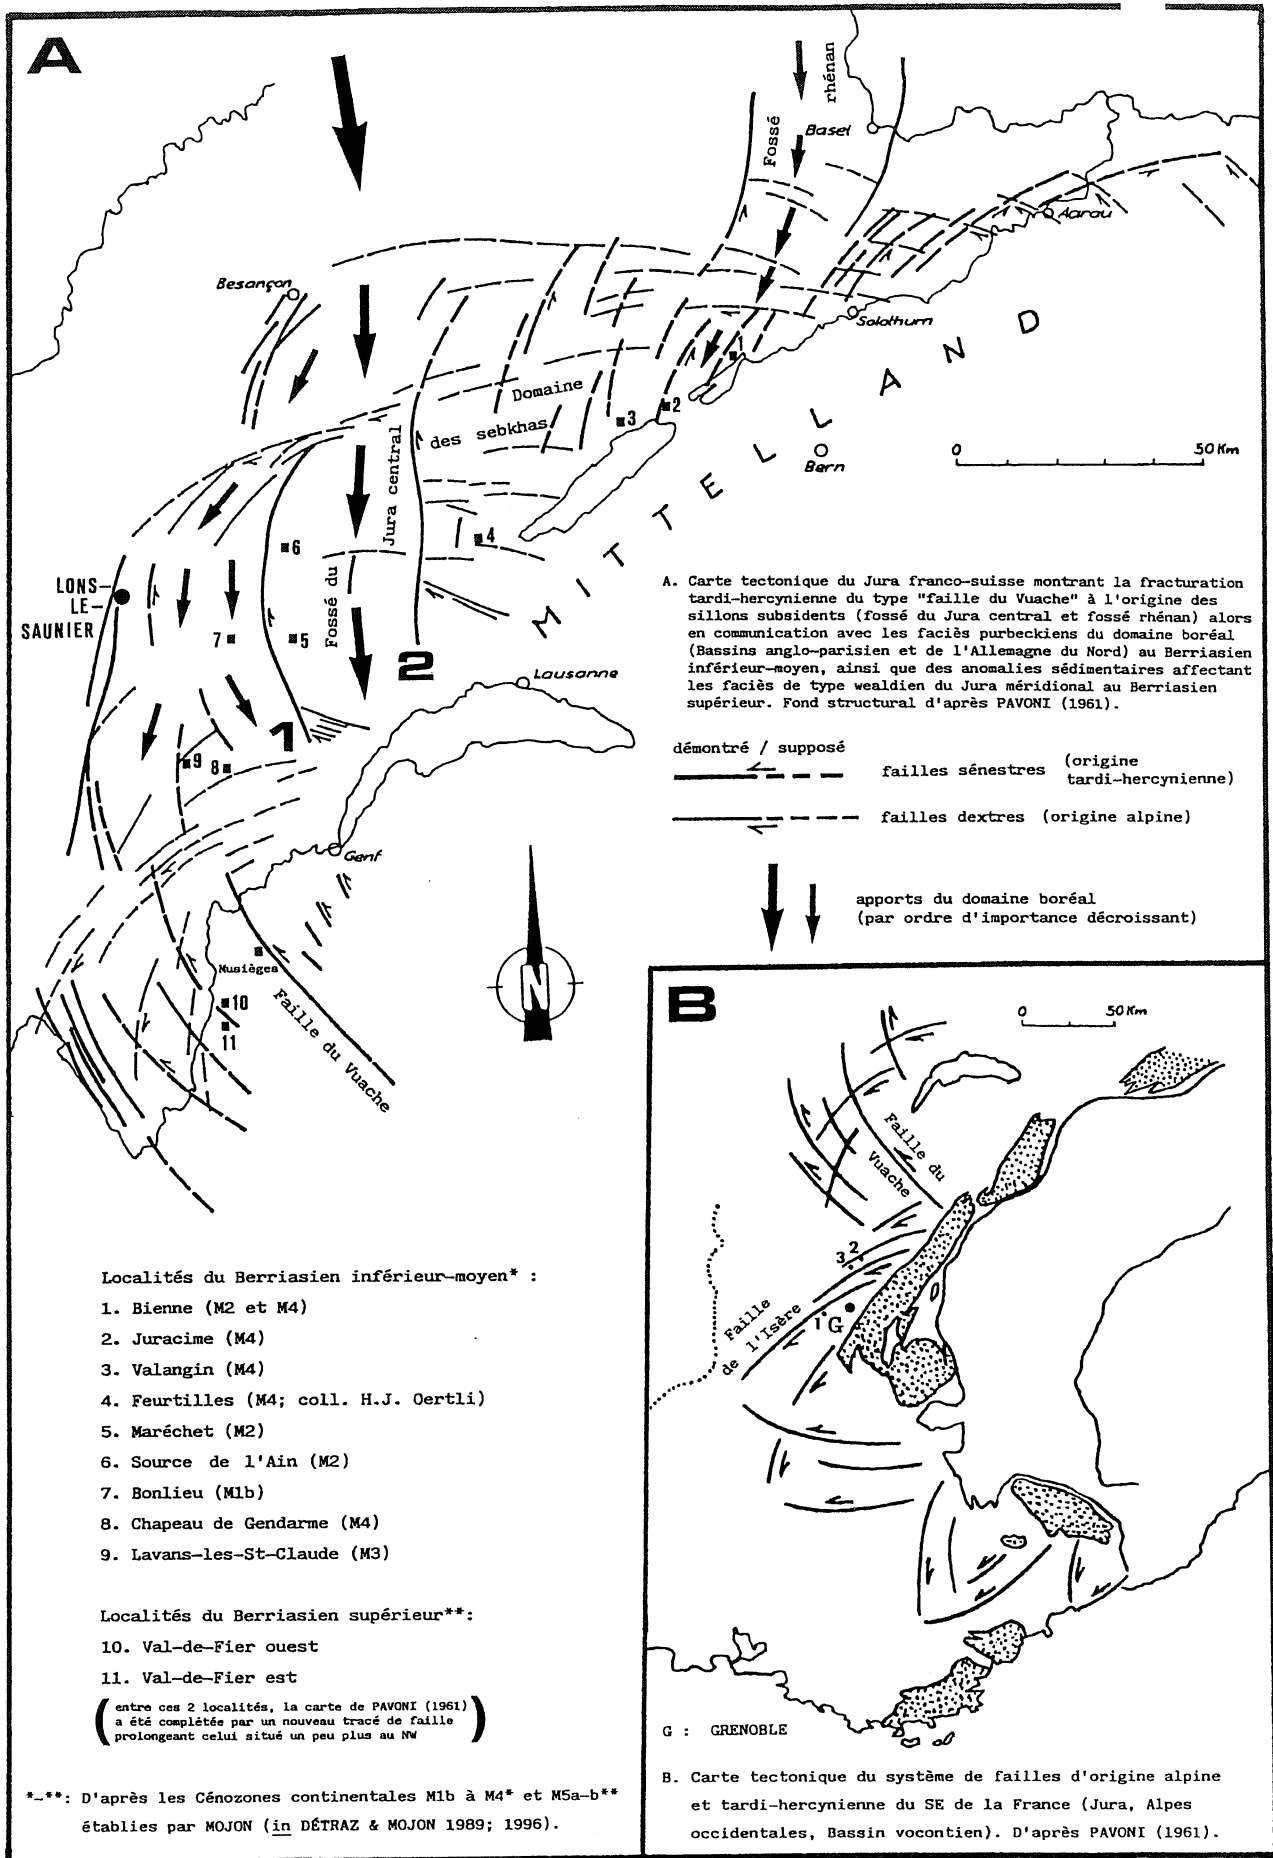 A
Fossé
rhénan
Basel
Aarau
Besançon
Solothurn
1
Domaine
des sebkhas
2
3
MITTELLAND
Bern
0 50 Km
Fossé du Jura central
4
6
LONS-
LE-
SAUNIER
7
5
2
Lausanne
1
9
8
Genf
Musièges
10
11
Faille du Vuache
N
A. Carte tectonique du Jura franco-suisse montrant la fracturation
tardi-hercynienne du type "faille du Vuache" à l'origine des
sillons subsidents (fossé du Jura central et fossé rhénan) alors
en communication avec les faciès purbeckiens du domaine boréal
(Bassins anglo-parisien et de l'Allemagne du Nord) au Berriasien
inférieur-moyen, ainsi que des anomalies sédimentaires affectant
les faciès de type wealdien du Jura méridional au Berriasien
supérieur. Fond structural d'après PAVONI (1961).
démontré / supposé
failles sénestres (origine
tardi-hercynienne)
failles dextres (origine alpine)
apports du domaine boréal
(par ordre d'importance décroissant)
Localités du Berriasien inférieur-moyen* :
1. Bienne (M2 et M4)
2. Juracime (M4)
3. Valangin (M4)
4. Feurtilles (M4; coll. H.J. Oertli)
5. Maréchet (M2)
6. Source de l'Ain (M2)
7. Bonlieu (M1b)
8. Chapeau de Gendarme (M4)
9. Lavans-les-St-Claude (M3)
Localités du Berriasien supérieur**:
10. Val-de-Fier ouest
11. Val-de-Fier est
(entre ces 2 localités, la carte de PAVONI (1961)
a été complétée par un nouveau tracé de faille
prolongeant celui situé un peu plus au NW)
*-**: D'après les Cénozones continentales M1b à M4* et M5a-b**
établies par MOJON (in DÉTRAZ & MOJON 1989; 1996).
B
0 50 Km
Faille du
Vuache
3 2
Faille
de l'Isère
1 G
G : GRENOBLE
B. Carte tectonique du système de failles d'origine alpine
et tardi-hercynienne du SE de la France (Jura, Alpes
occidentales, Bassin vocontien). D'après PAVONI (1961).